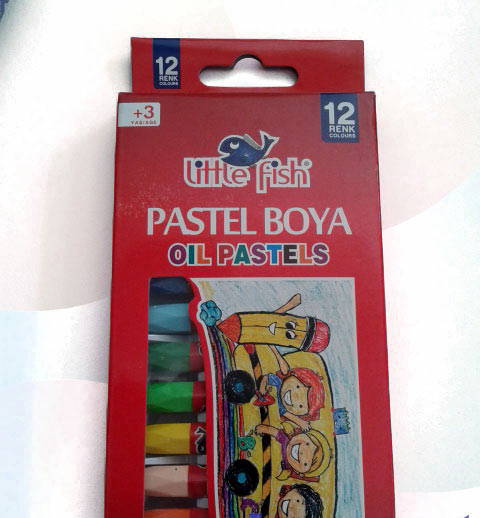 12
RENK
COLOURS
+3
YAŞ/AGE
12
RENK
COLOURS
little fish
PASTEL BOYA
OIL PASTELS